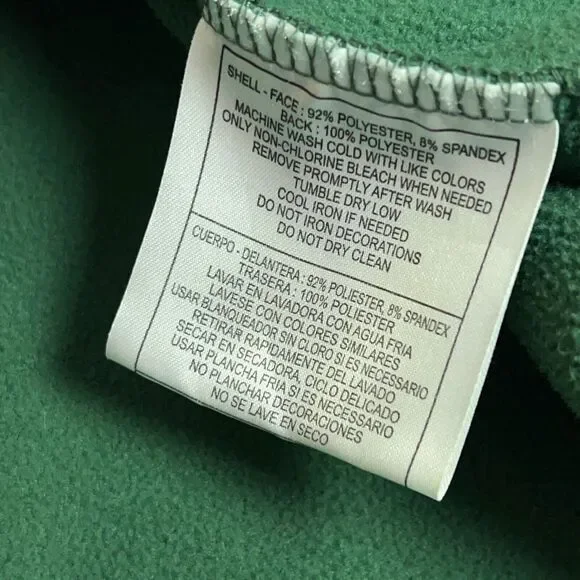 SHELL - FACE : 92% POLYESTER, 8% SPANDEX
BACK : 100% POLYESTER
MACHINE WASH COLD WITH LIKE COLORS
ONLY NON-CHLORINE BLEACH WHEN NEEDED
REMOVE PROMPTLY AFTER WASH
TUMBLE DRY LOW
COOL IRON IF NEEDED
DO NOT IRON DECORATIONS
DO NOT DRY CLEAN
CUERPO - DELANTERA : 92% POLIESTER, 8% SPANDEX
TRASERA : 100% POLIESTER
LAVAR EN LAVADORA CON AGUA FRIA
LAVESE CON COLORES SIMILARES
USAR BLANQUEADOR SIN CLORO SI ES NECESSARIO
RETIRAR RAPIDAMENTE DEL LAVADO
SECAR EN SECADORA, CICLO DELICADO
USAR PLANCHA FRIA SI ES NECESSARIO
NO PLANCHAR DECORACIONES
NO SE LAVE EN SECO